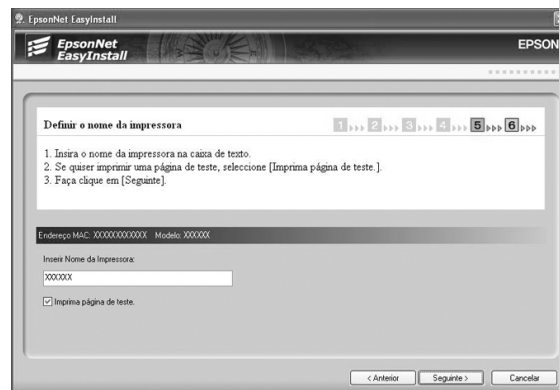 EpsonNet EasyInstall
EpsonNet
EasyInstall
EPSON
Definir o nome da impressora
1 2 3 4 5 6
1. Insira o nome da impressora na caixa de texto.
2. Se quiser imprimir uma página de teste, seleccione [Imprima página de teste.].
3. Faça clique em [Seguinte].
Endereço MAC: XXXXXXXXXXXX Modelo: XXXXXX
Inserir Nome da Impressora:
XXXXXX
Imprima página de teste.
< Anterior
Seguinte >
Cancelar